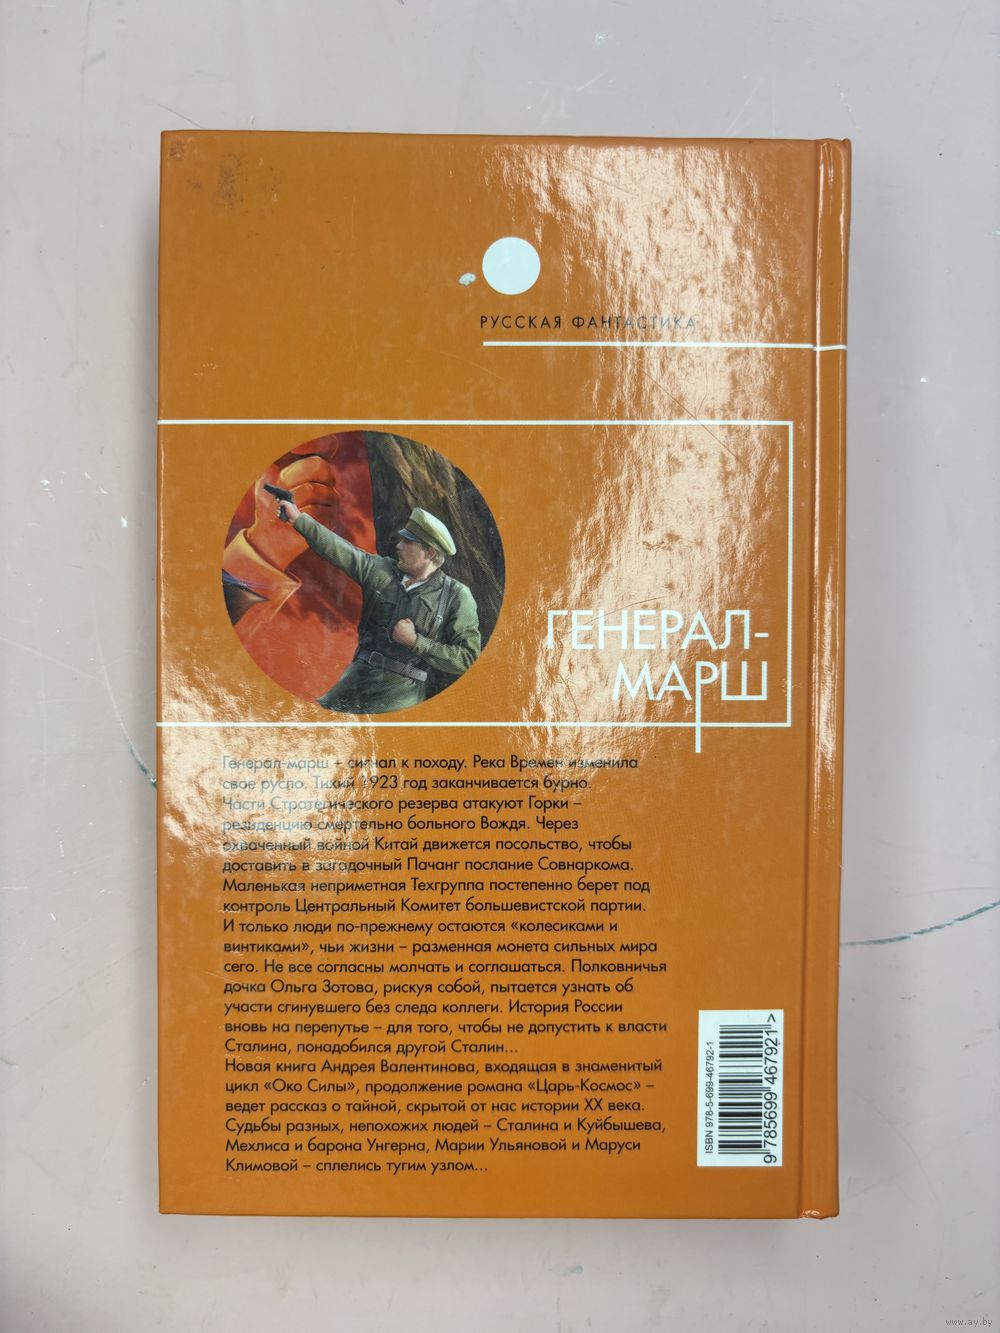 РУССКАЯ ФАНТАСТИКА
ГЕНЕРАЛ-
МАРШ
Генерал-марш – сигнал к походу. Река Времен изменила
свое русло. Тихий 1923 год заканчивается бурно.
Части Стратегического резерва атакуют Горки –
резиденцию смертельно больного Вождя. Через
охваченный войной Китай движется посольство, чтобы
доставить в загадочный Пачанг послание Совнаркома.
Маленькая неприметная Техгруппа постепенно берет под
контроль Центральный Комитет большевистской партии.
И только люди по-прежнему остаются «колесиками и
винтиками», чьи жизни – разменная монета сильных мира
сего. Не все согласны молчать и соглашаться. Полковничья
дочка Ольга Зотова, рискуя собой, пытается узнать об
участи сгинувшего без следа коллеги. История России
вновь на перепутье – для того, чтобы не допустить к власти
Сталина, понадобился другой Сталин...
Новая книга Андрея Валентинова, входящая в знаменитый
цикл «Око Силы», продолжение романа «Царь-Космос» –
ведет рассказ о тайной, скрытой от нас истории XX века.
Судьбы разных, непохожих людей – Сталина и Куйбышева,
Мехлиса и барона Унгерна, Марии Ульяновой и Маруси
Климовой – сплелись тугим узлом...
ISBN 978-5-699-46792-1
9 785699 467921 >
www.ay.by